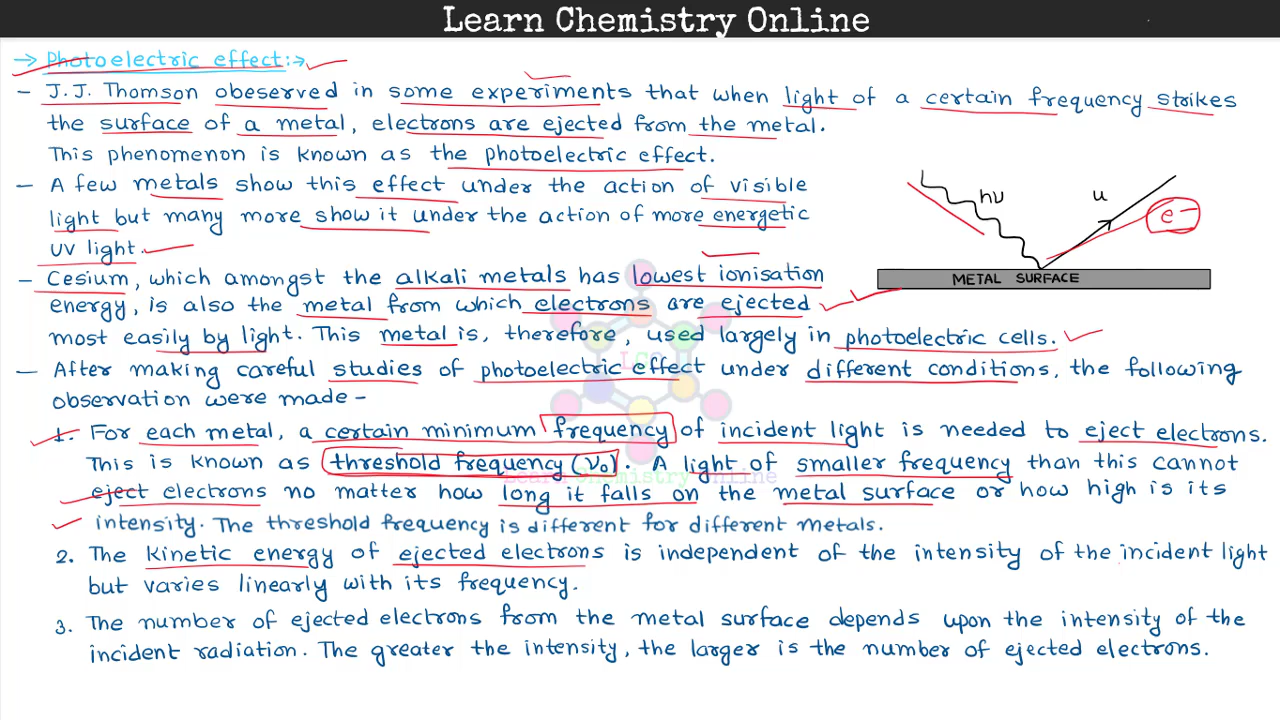 Learn Chemistry Online
→ Photoelectric effect:→
– J.J. Thomson obeserved in some experiments that when light of a certain frequency strikes
the surface of a metal, electrons are ejected from the metal.
This phenomenon is known as the photoelectric effect.
– A few metals show this effect under the action of visible
light but many more show it under the action of more energetic
UV light.
hν
u
e–
METAL SURFACE
– Cesium, which amongst the alkali metals has lowest ionisation
energy, is also the metal from which electrons are ejected
most easily by light. This metal is, therefore, used largely in photoelectric cells.
LCO
– After making careful studies of photoelectric effect under different conditions, the following
observation were made –
1. For each metal, a certain minimum frequency of incident light is needed to eject electrons.
This is known as threshold frequency (ν₀). A light of smaller frequency than this cannot
Learn Chemistry Online
eject electrons no matter how long it falls on the metal surface or how high is its
intensity. The threshold frequency is different for different metals.
2. The kinetic energy of ejected electrons is independent of the intensity of the incident light
but varies linearly with its frequency.
3. The number of ejected electrons from the metal surface depends upon the intensity of the
incident radiation. The greater the intensity, the larger is the number of ejected electrons.